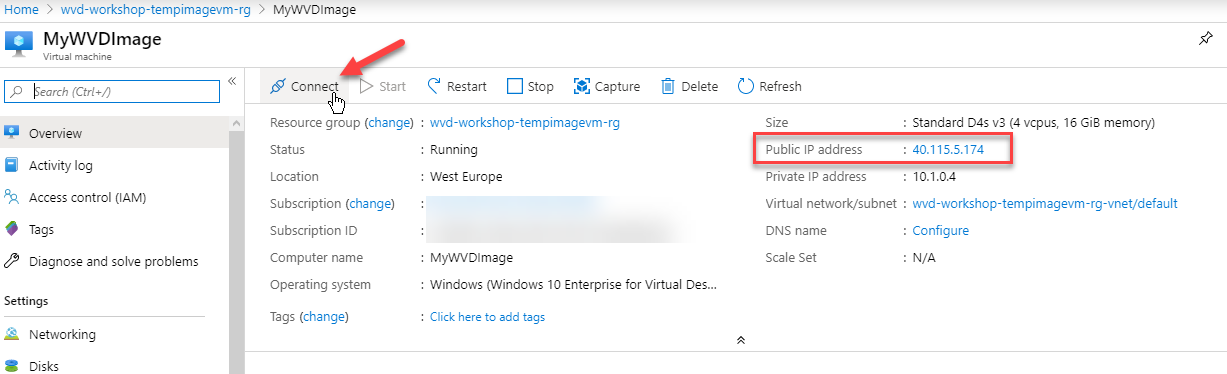 Home > wvd-workshop-tempimagevm-rg > MyWVDImage
MyWVDImage
Virtual machine
Search (Ctrl+/)
«
Connect
Start
Restart
Stop
Capture
Delete
Refresh
Overview
Activity log
Access control (IAM)
Tags
Diagnose and solve problems
Settings
Networking
Disks
Resource group (change) : wvd-workshop-tempimagevm-rg
Status : Running
Location : West Europe
Subscription (change) :
Subscription ID :
Computer name : MyWVDImage
Operating system : Windows (Windows 10 Enterprise for Virtual Des...
Tags (change) : Click here to add tags
Size : Standard D4s v3 (4 vcpus, 16 GiB memory)
Public IP address : 40.115.5.174
Private IP address : 10.1.0.4
Virtual network/subnet : wvd-workshop-tempimagevm-rg-vnet/default
DNS name : Configure
Scale Set : N/A